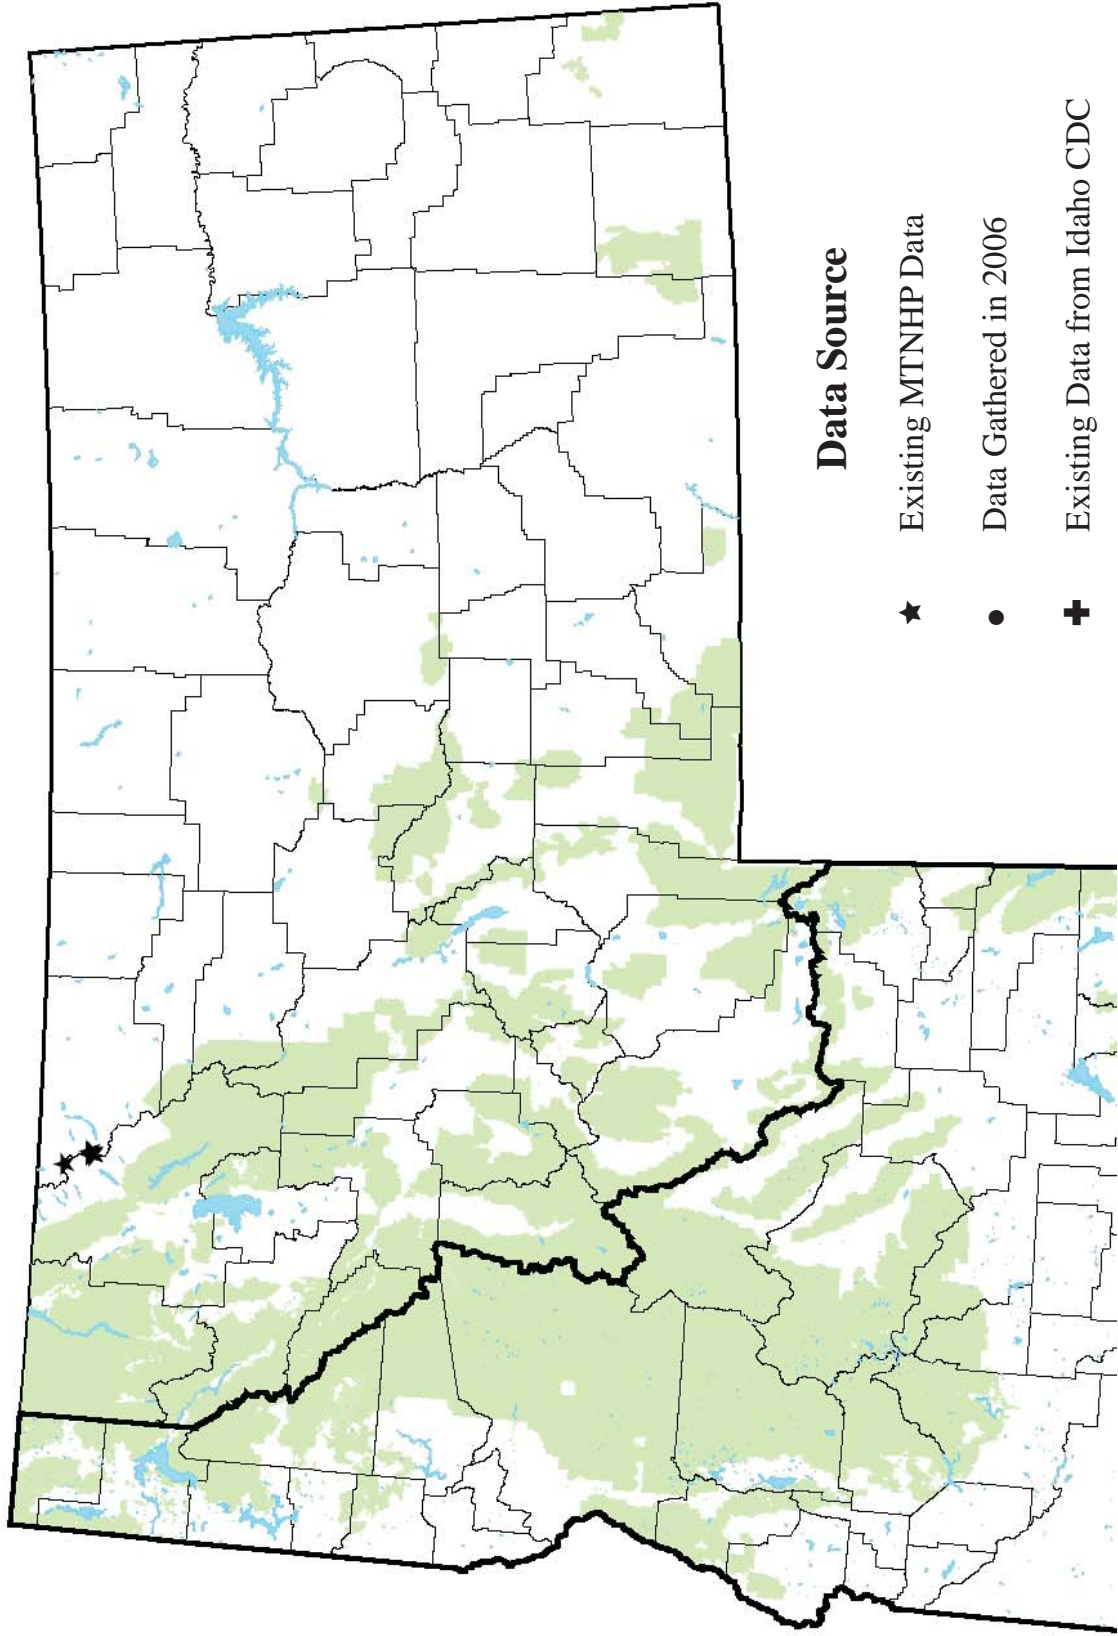 Data Source
Existing MTNHP Data
Data Gathered in 2006
Existing Data from Idaho CDC